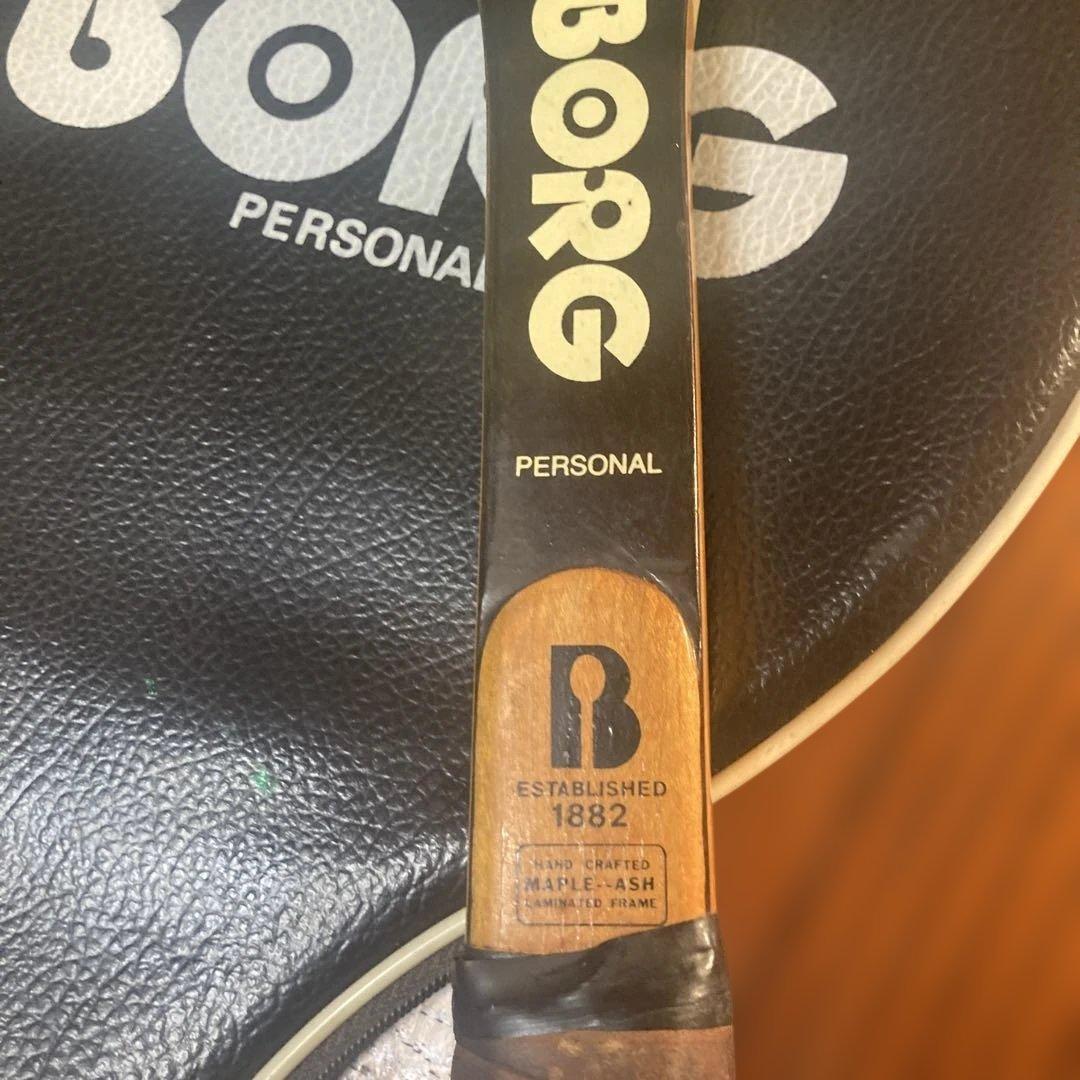 BORG
PERSONAL
BORG
PERSONAL
B
ESTABLISHED
1882
HAND CRAFTED
MAPLE--ASH
LAMINATED FRAME